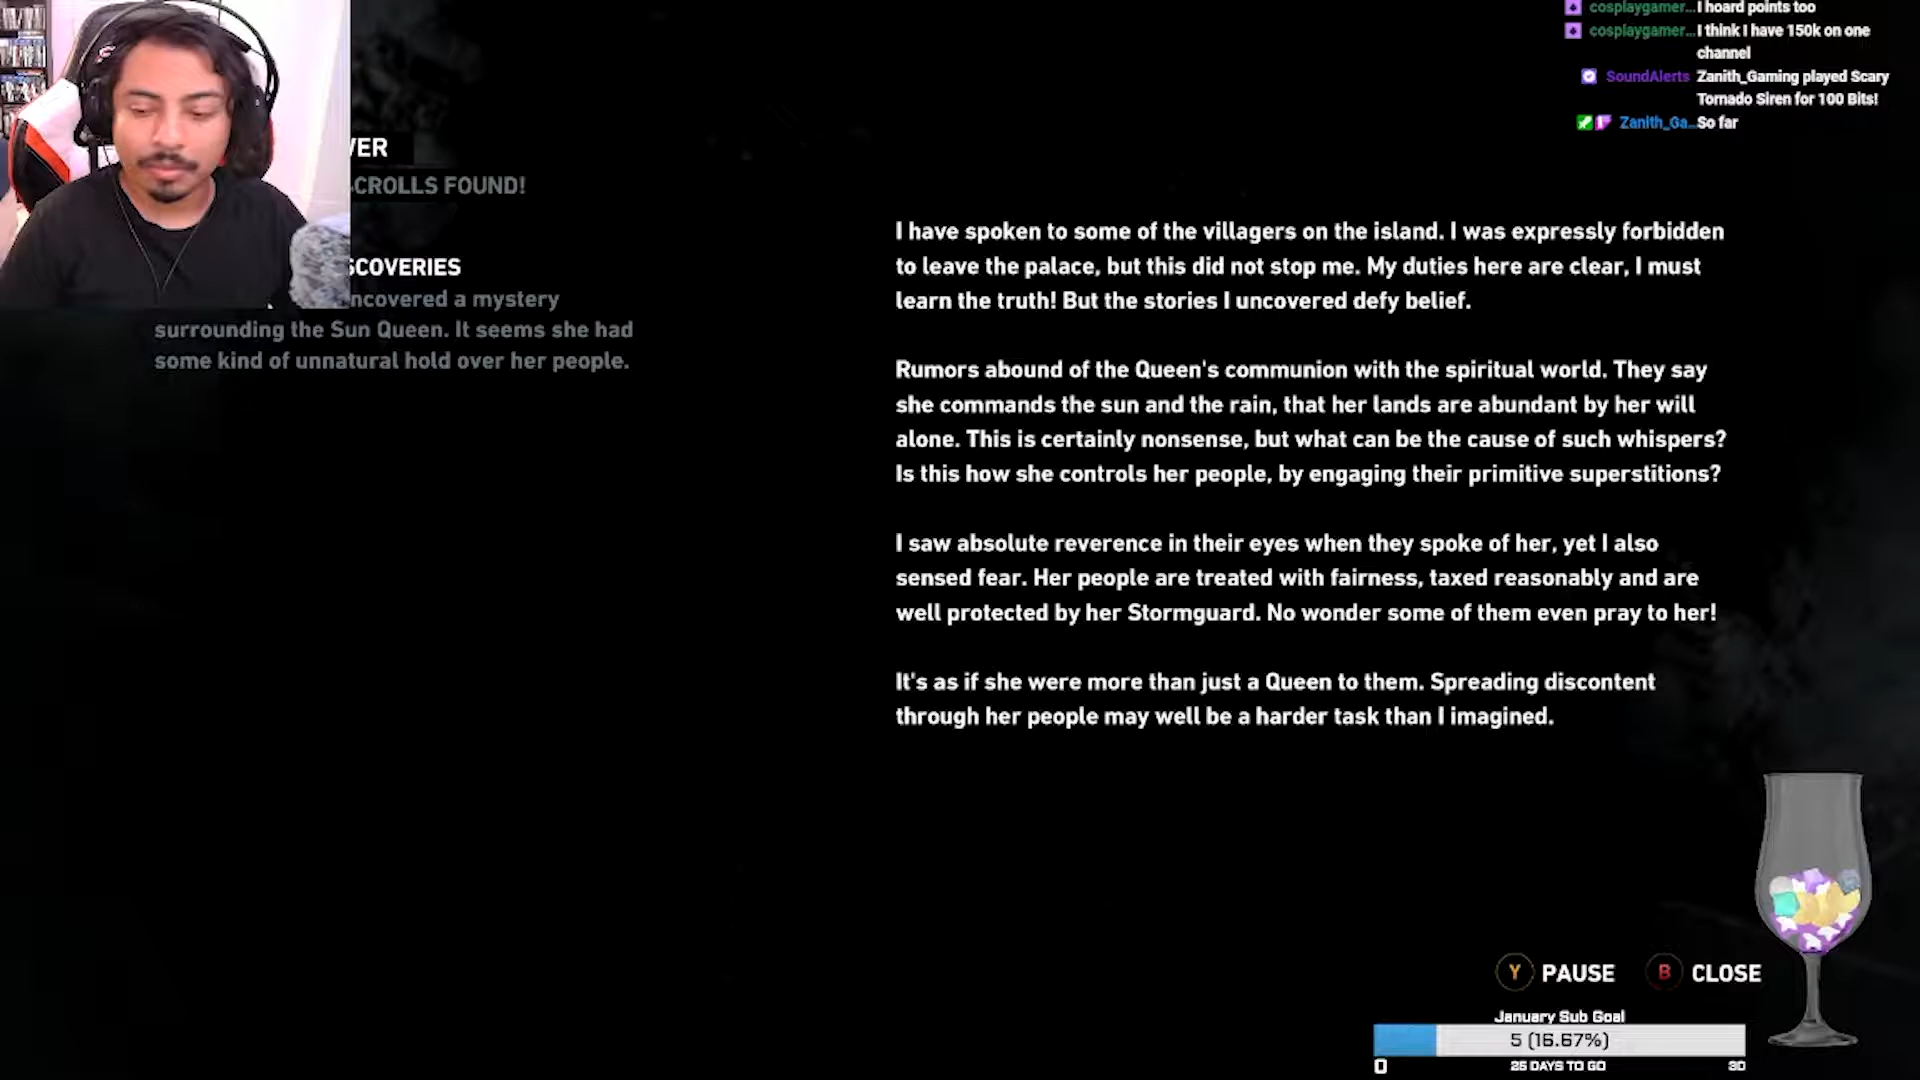 cosplaygamer... I hoard points too
cosplaygamer... I think I have 150k on one
channel
SoundAlerts Zanith_Gaming played Scary
Tornado Siren for 100 Bits!
Zanith_Ga... So far
VER
CROLLS FOUND!
SCOVERIES
ncovered a mystery
surrounding the Sun Queen. It seems she had
some kind of unnatural hold over her people.
I have spoken to some of the villagers on the island. I was expressly forbidden
to leave the palace, but this did not stop me. My duties here are clear, I must
learn the truth! But the stories I uncovered defy belief.
Rumors abound of the Queen's communion with the spiritual world. They say
she commands the sun and the rain, that her lands are abundant by her will
alone. This is certainly nonsense, but what can be the cause of such whispers?
Is this how she controls her people, by engaging their primitive superstitions?
I saw absolute reverence in their eyes when they spoke of her, yet I also
sensed fear. Her people are treated with fairness, taxed reasonably and are
well protected by her Stormguard. No wonder some of them even pray to her!
It's as if she were more than just a Queen to them. Spreading discontent
through her people may well be a harder task than I imagined.
Y PAUSE B CLOSE
January Sub Goal
5 (16.67%)
0 25 DAYS TO GO 30